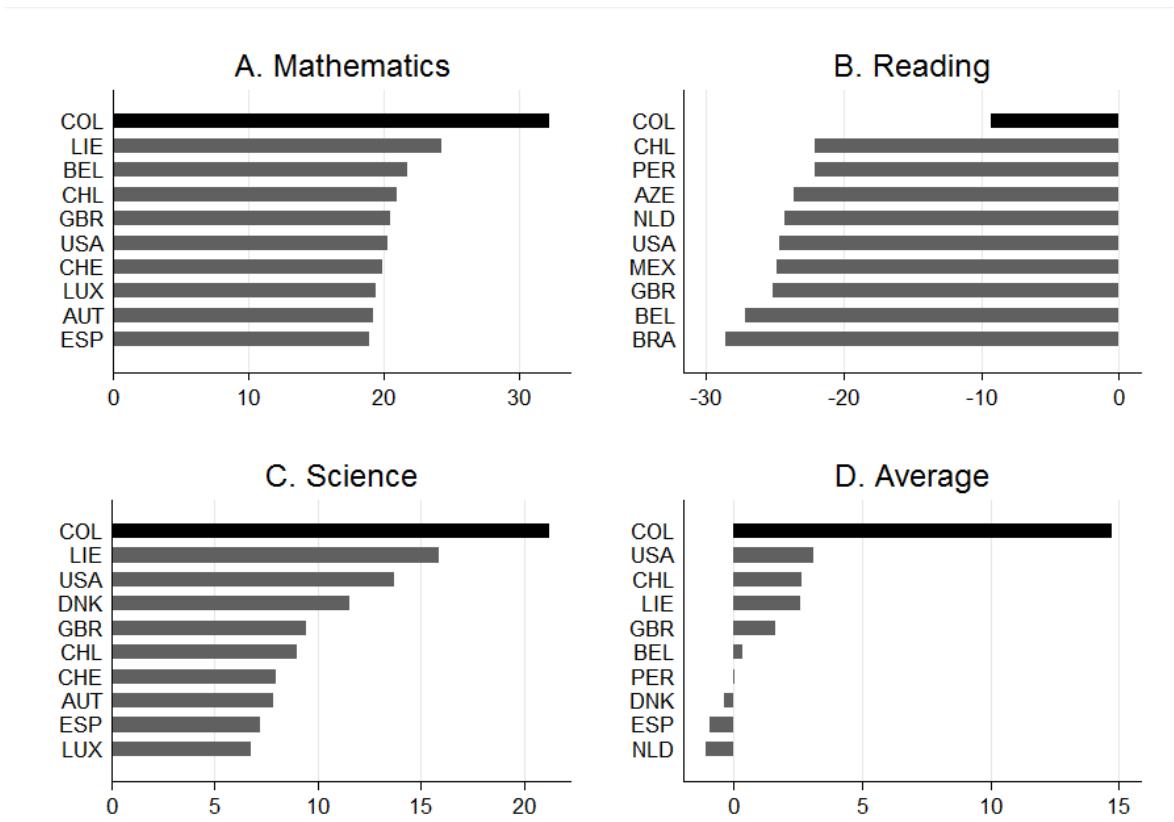 A. Mathematics
COL
LIE
BEL
CHL
GBR
USA
CHE
LUX
AUT
ESP
0 10 20 30
B. Reading
COL
CHL
PER
AZE
NLD
USA
MEX
GBR
BEL
BRA
-30 -20 -10 0
C. Science
COL
LIE
USA
DNK
GBR
CHL
CHE
AUT
ESP
LUX
0 5 10 15 20
D. Average
COL
USA
CHL
LIE
GBR
BEL
PER
DNK
ESP
NLD
0 5 10 15